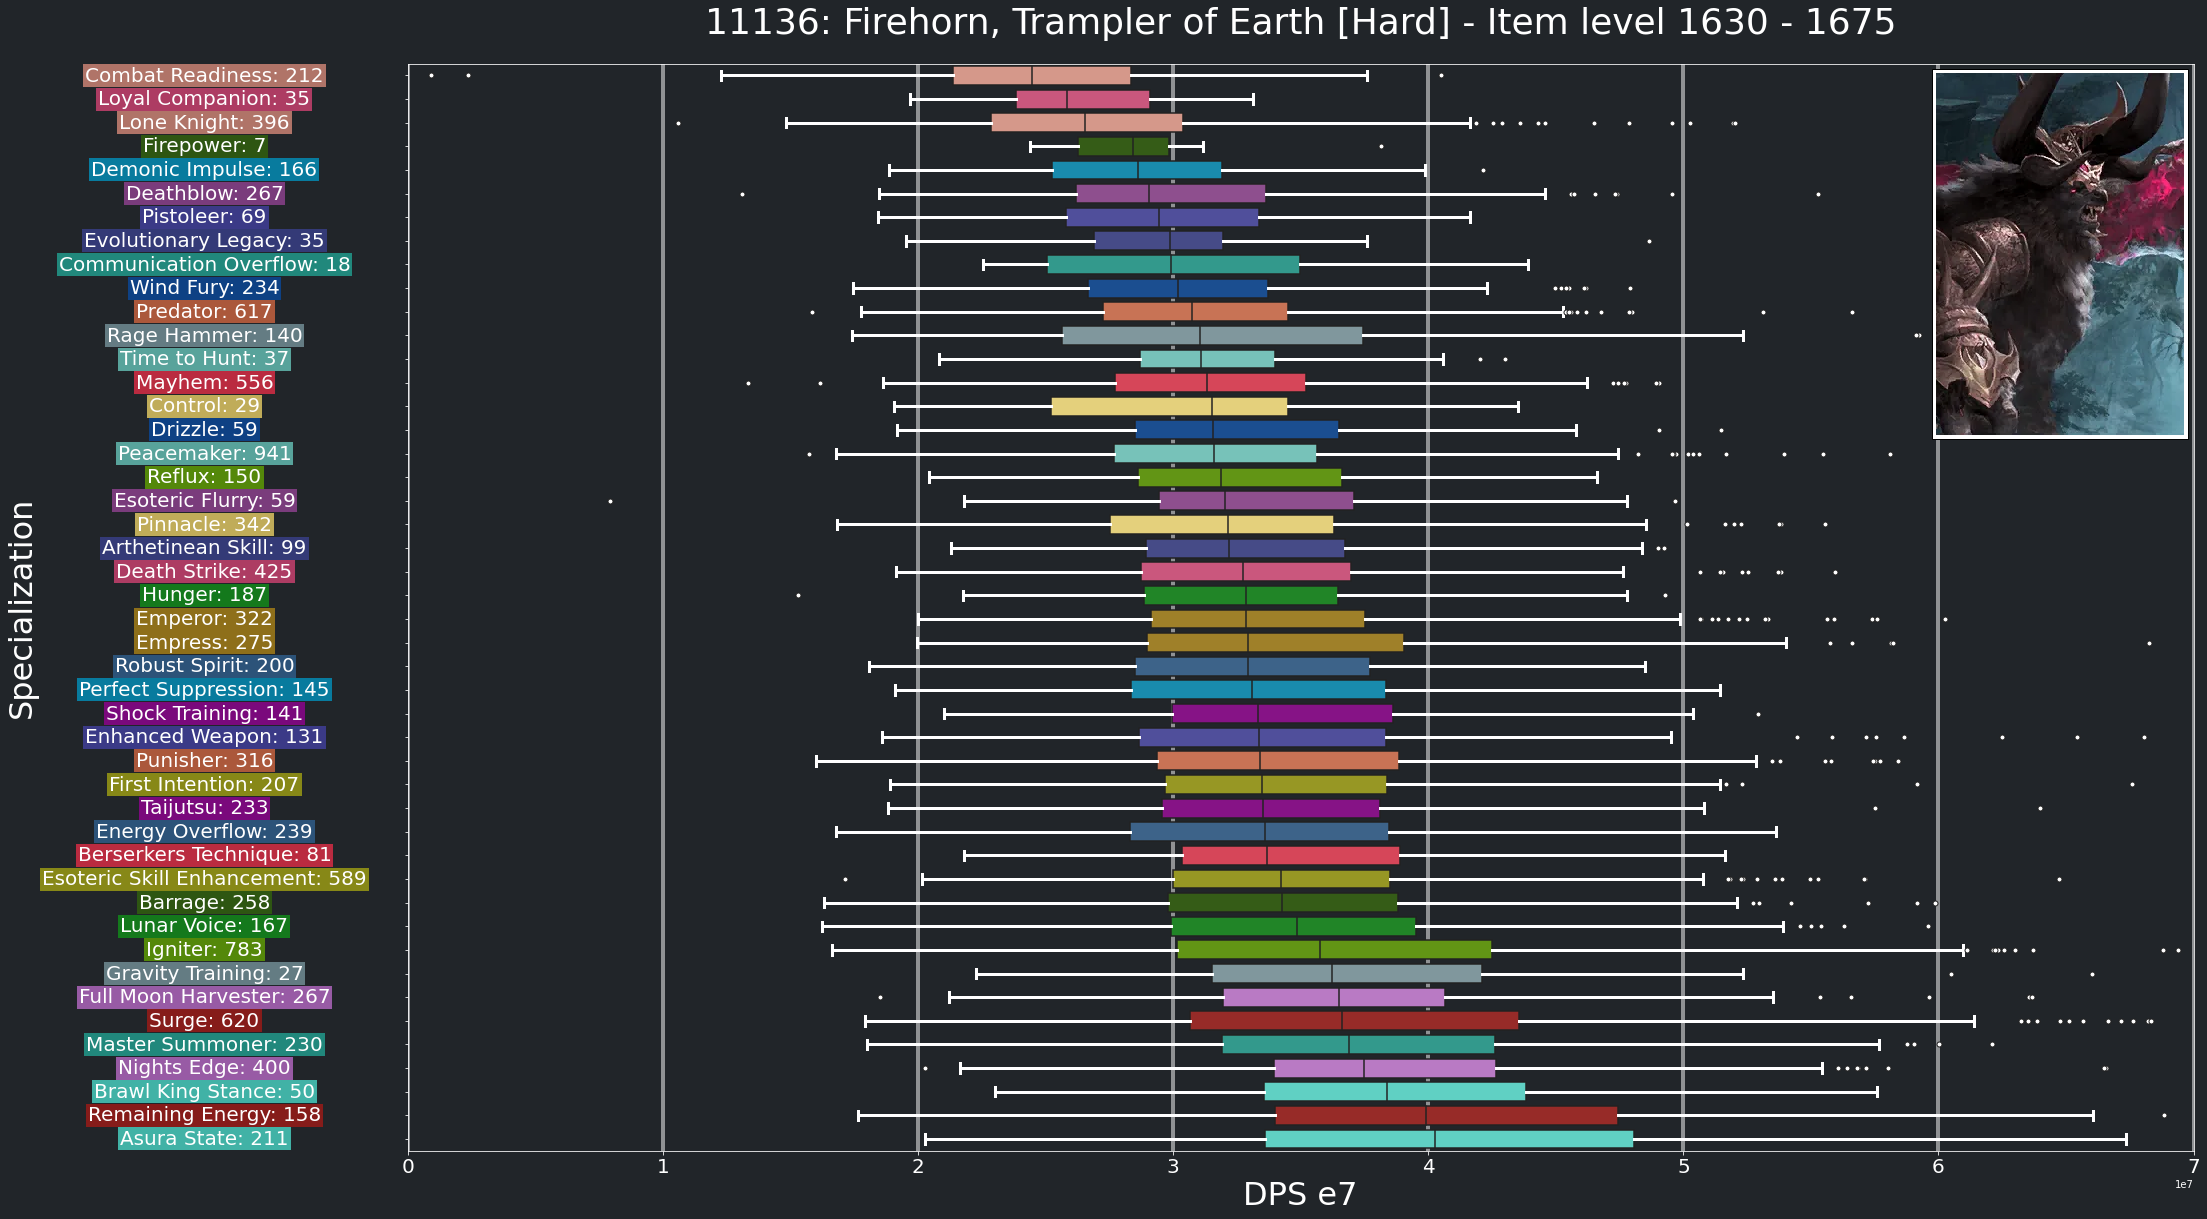 11136: Firehorn, Trampler of Earth [Hard] - Item level 1630 - 1675
Specialization
Combat Readiness: 212
Loyal Companion: 35
Lone Knight: 396
Firepower: 7
Demonic Impulse: 166
Deathblow: 267
Pistoleer: 69
Evolutionary Legacy: 35
Communication Overflow: 18
Wind Fury: 234
Predator: 617
Rage Hammer: 140
Time to Hunt: 37
Mayhem: 556
Control: 29
Drizzle: 59
Peacemaker: 941
Reflux: 150
Esoteric Flurry: 59
Pinnacle: 342
Arthetinean Skill: 99
Death Strike: 425
Hunger: 187
Emperor: 322
Empress: 275
Robust Spirit: 200
Perfect Suppression: 145
Shock Training: 141
Enhanced Weapon: 131
Punisher: 316
First Intention: 207
Taijutsu: 233
Energy Overflow: 239
Berserkers Technique: 81
Esoteric Skill Enhancement: 589
Barrage: 258
Lunar Voice: 167
Igniter: 783
Gravity Training: 27
Full Moon Harvester: 267
Surge: 620
Master Summoner: 230
Nights Edge: 400
Brawl King Stance: 50
Remaining Energy: 158
Asura State: 211
0 1 2 3 4 5 6 7
DPS e7
1e7